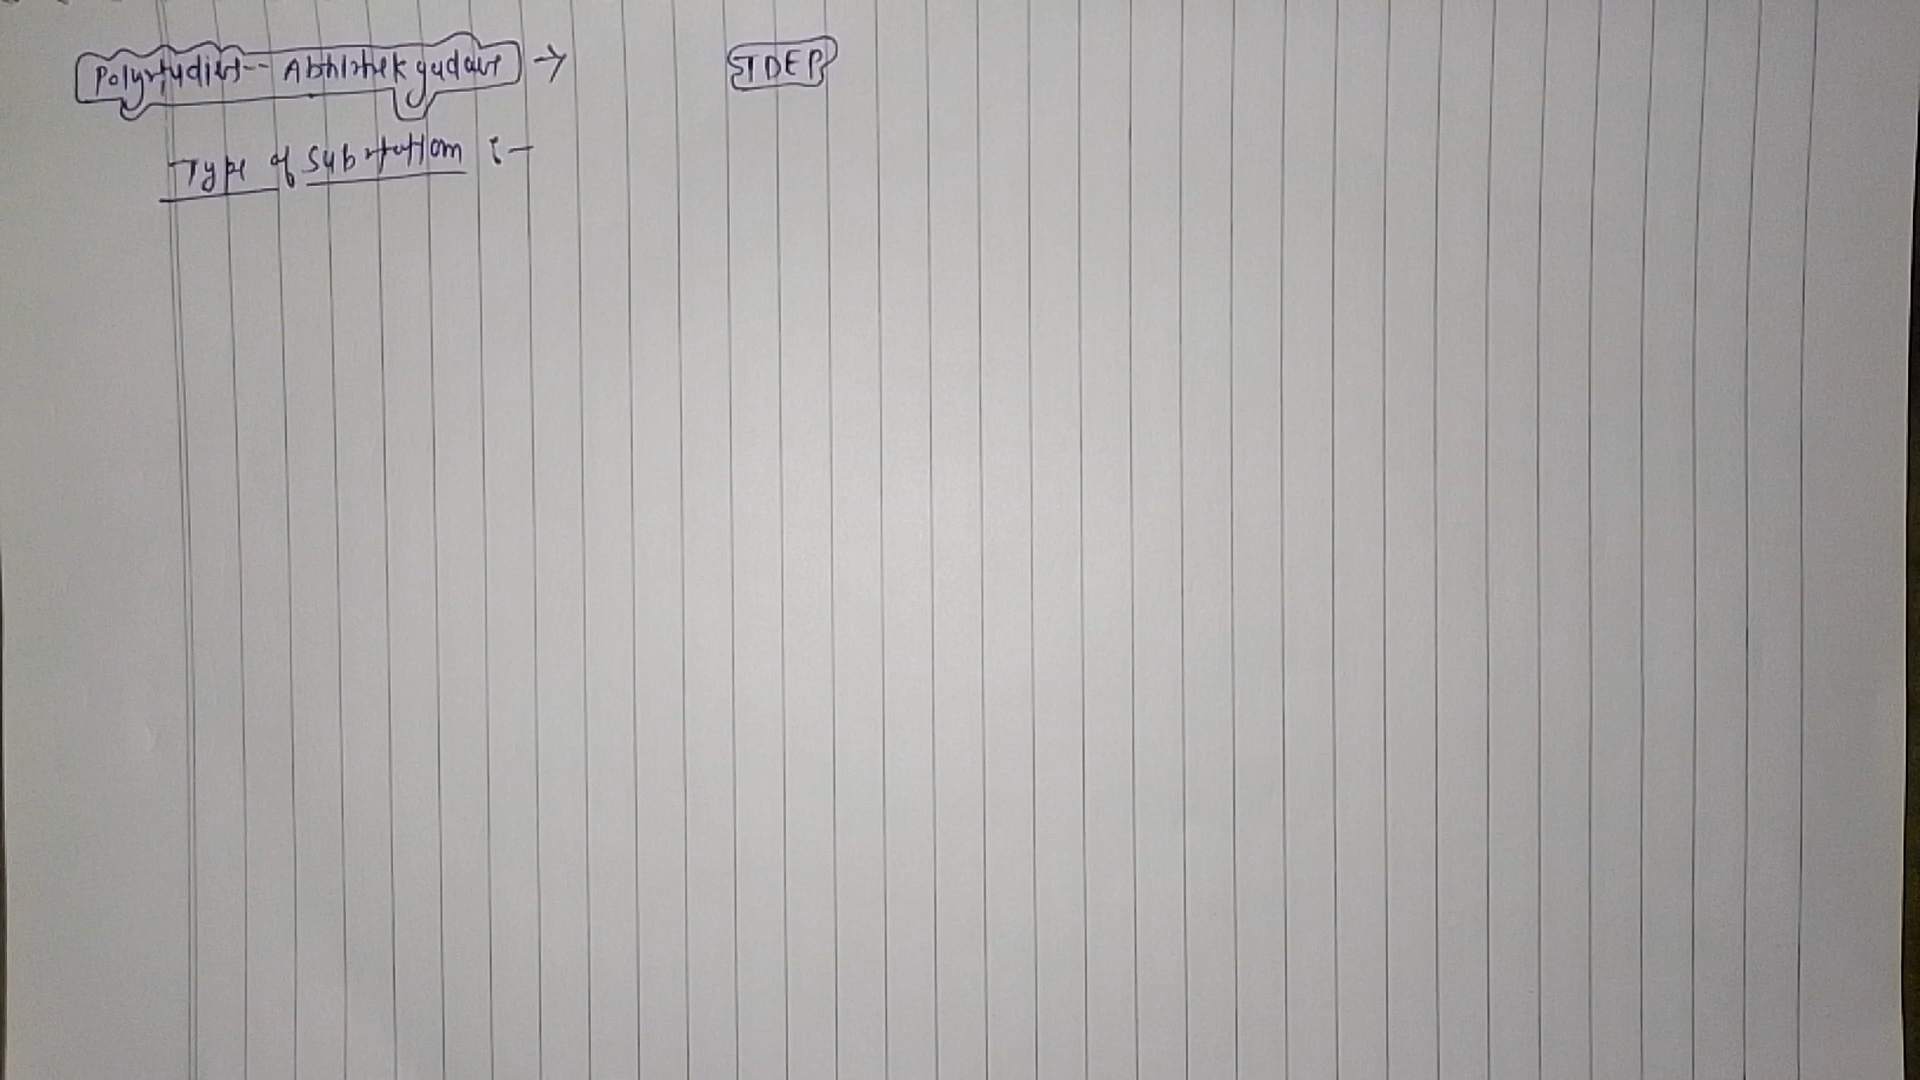 Polystudies-- Abhishek yadav → STDEP
Type of Substation :-